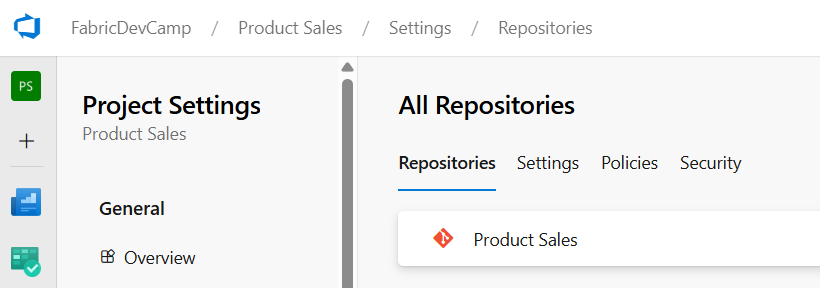 FabricDevCamp / Product Sales / Settings / Repositories
PS
Project Settings
Product Sales
General
Overview
All Repositories
Repositories Settings Policies Security
Product Sales